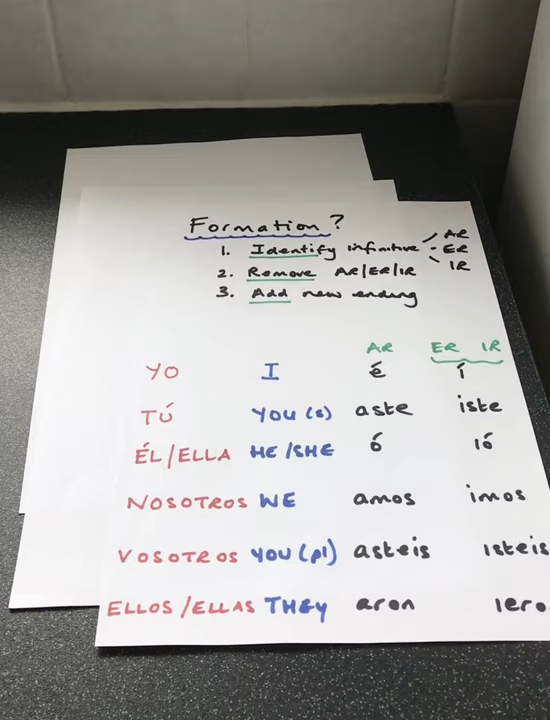 Formation?
1. Identify infinitive AR
ER
IR
2. Remove AR/ER/IR
3. Add new ending
AR ER IR
YO I é í
TÚ YOU (s) aste iste
ÉL/ELLA HE/SHE ó ió
NOSOTROS WE amos imos
VOSOTROS YOU (pl) asteis isteis
ELLOS/ELLAS THEY aron iero